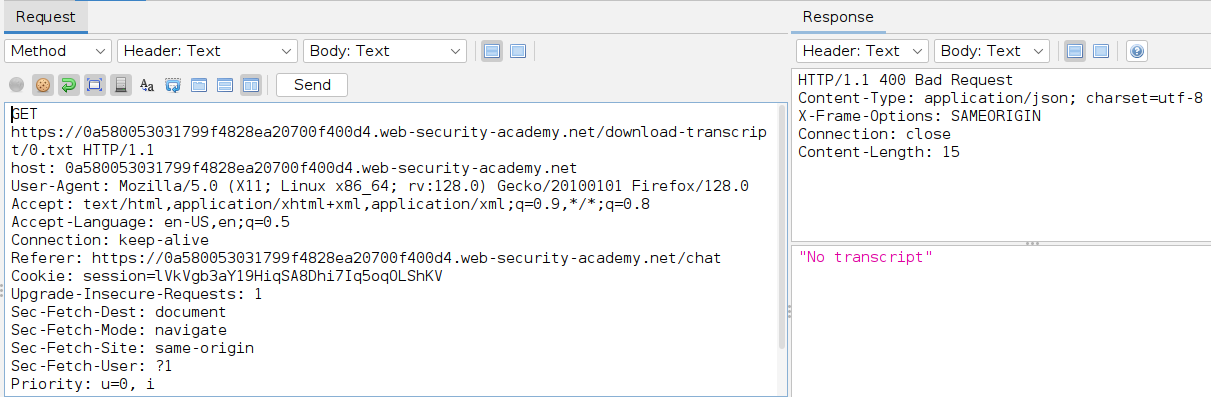 Request
Method Header: Text Body: Text
Send
GET
https://0a580053031799f4828ea20700f400d4.web-security-academy.net/download-transcrip
t/0.txt HTTP/1.1
host: 0a580053031799f4828ea20700f400d4.web-security-academy.net
User-Agent: Mozilla/5.0 (X11; Linux x86_64; rv:128.0) Gecko/20100101 Firefox/128.0
Accept: text/html,application/xhtml+xml,application/xml;q=0.9,*/*;q=0.8
Accept-Language: en-US,en;q=0.5
Connection: keep-alive
Referer: https://0a580053031799f4828ea20700f400d4.web-security-academy.net/chat
Cookie: session=lVkVgb3aY19HiqSA8Dhi7Iq5oq0LShKV
Upgrade-Insecure-Requests: 1
Sec-Fetch-Dest: document
Sec-Fetch-Mode: navigate
Sec-Fetch-Site: same-origin
Sec-Fetch-User: ?1
Priority: u=0, i
Response
Header: Text Body: Text
HTTP/1.1 400 Bad Request
Content-Type: application/json; charset=utf-8
X-Frame-Options: SAMEORIGIN
Connection: close
Content-Length: 15
"No transcript"